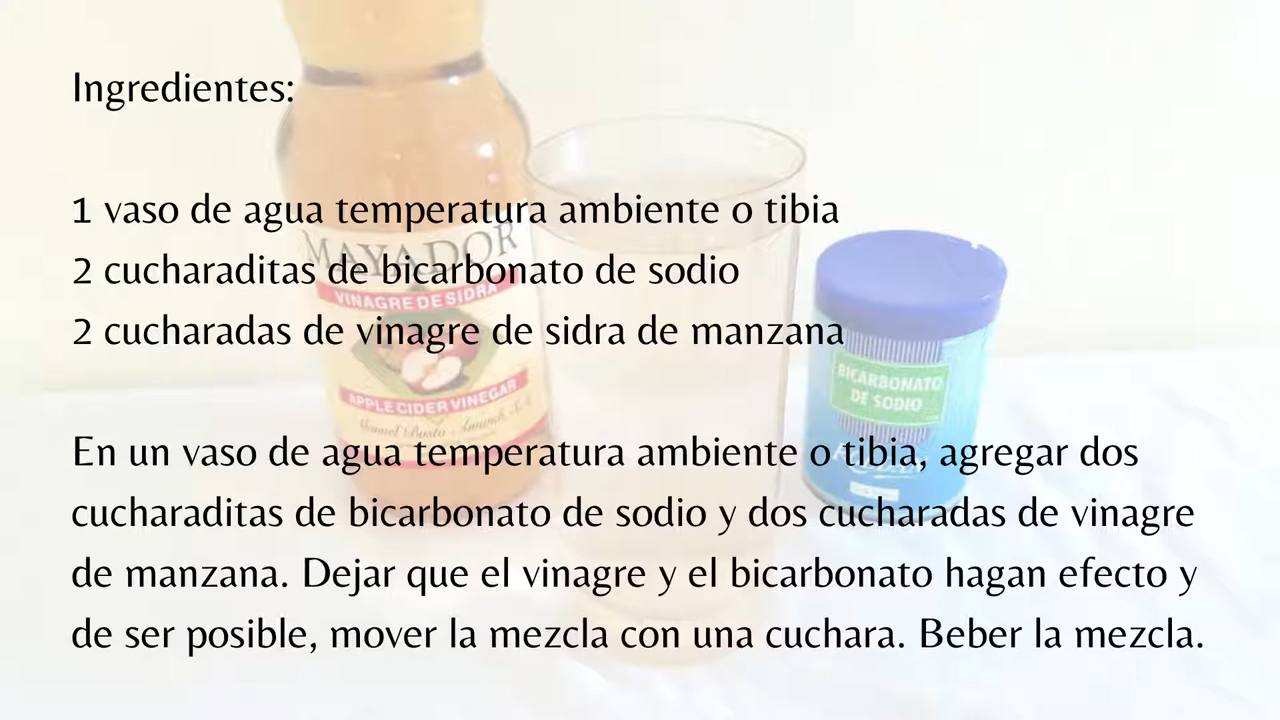 Ingredientes:
1 vaso de agua temperatura ambiente o tibia
2 cucharaditas de bicarbonato de sodio
2 cucharadas de vinagre de sidra de manzana
En un vaso de agua temperatura ambiente o tibia, agregar dos
cucharaditas de bicarbonato de sodio y dos cucharadas de vinagre
de manzana. Dejar que el vinagre y el bicarbonato hagan efecto y
de ser posible, mover la mezcla con una cuchara. Beber la mezcla.
MAYADOR
VINAGRE DE SIDRA
APPLE CIDER VINEGAR
BICARBONATO
DE SODIO